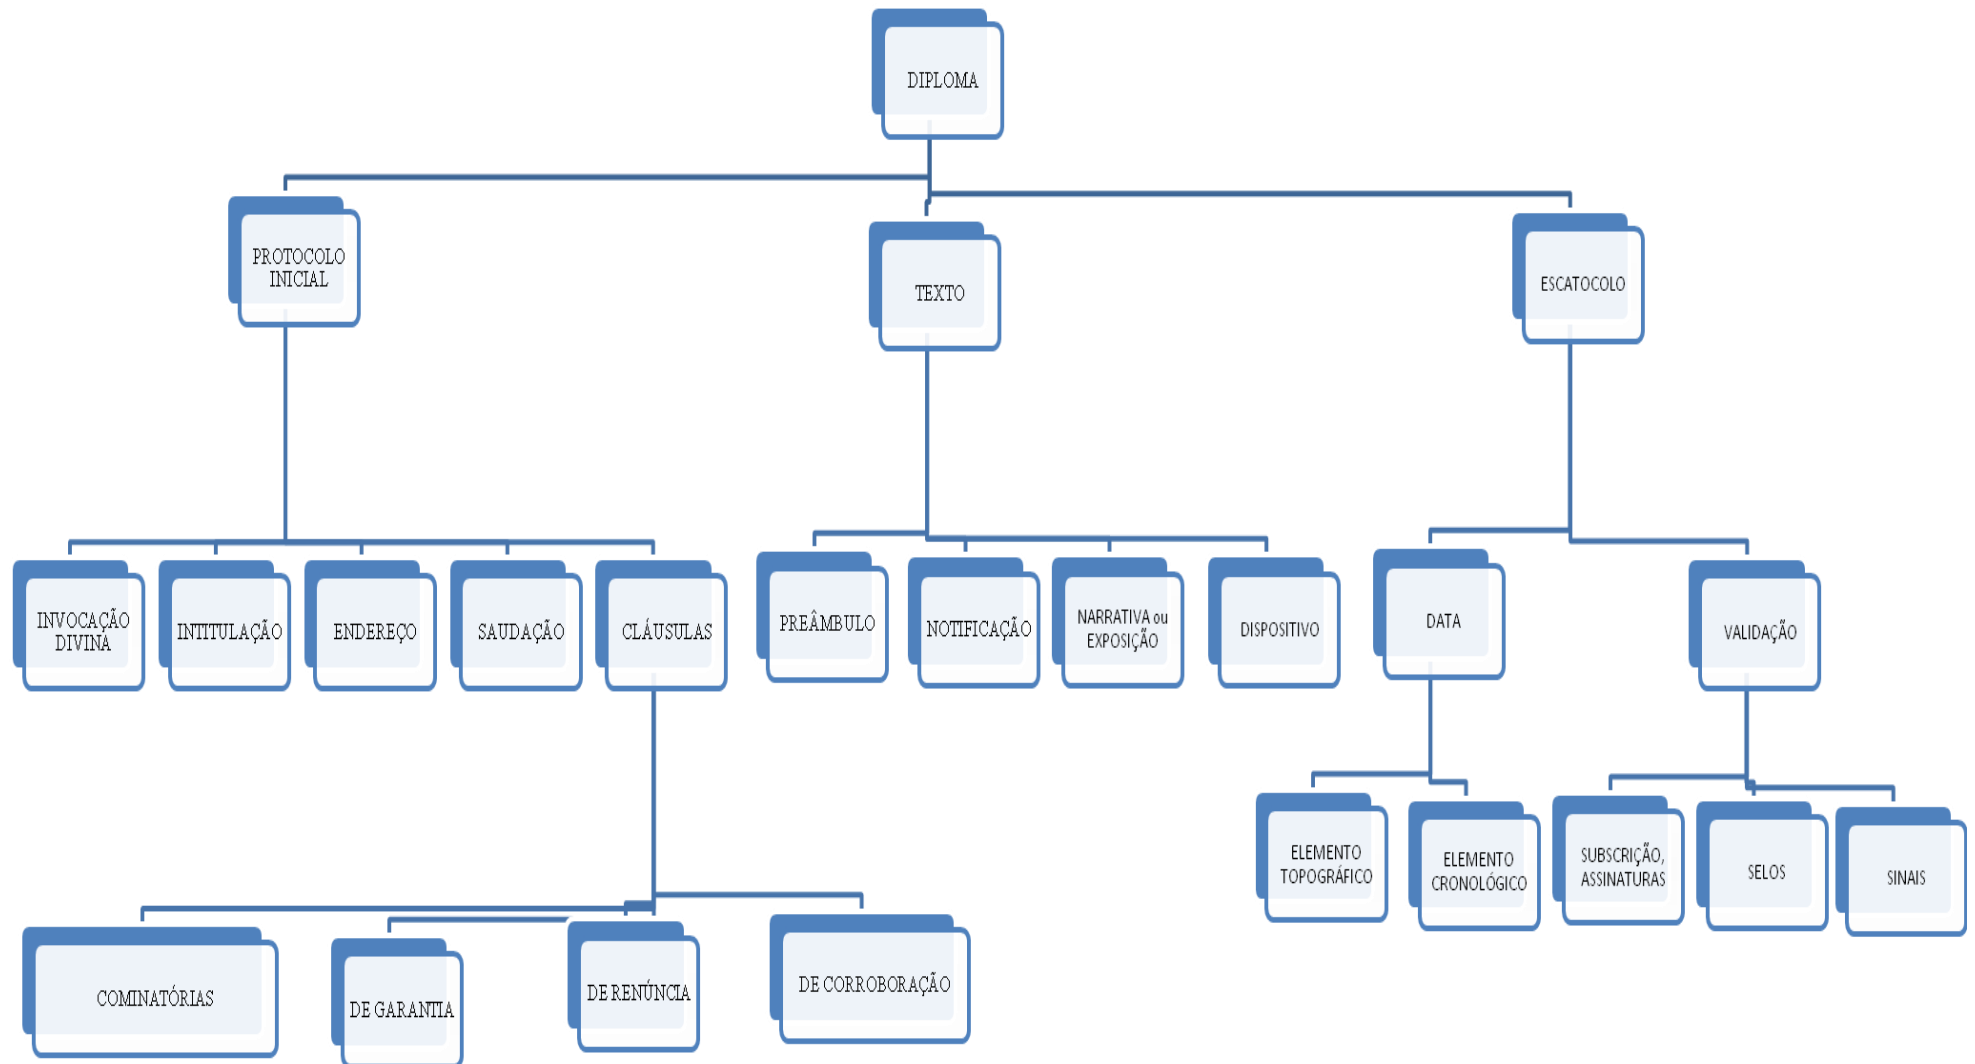 DIPLOMA
PROTOCOLO
INICIAL
TEXTO
ESCATOCOLO
INVOCAÇÃO
DIVINA
INTITULAÇÃO
ENDEREÇO
SAUDAÇÃO
CLÁUSULAS
PREÂMBULO
NOTIFICAÇÃO
NARRATIVA ou
EXPOSIÇÃO
DISPOSITIVO
DATA
VALIDAÇÃO
ELEMENTO
TOPOGRÁFICO
ELEMENTO
CRONOLÓGICO
SUBSCRIÇÃO,
ASSINATURAS
SELOS
SINAIS
COMINATÓRIAS
DE GARANTIA
DE RENÚNCIA
DE CORROBORAÇÃO